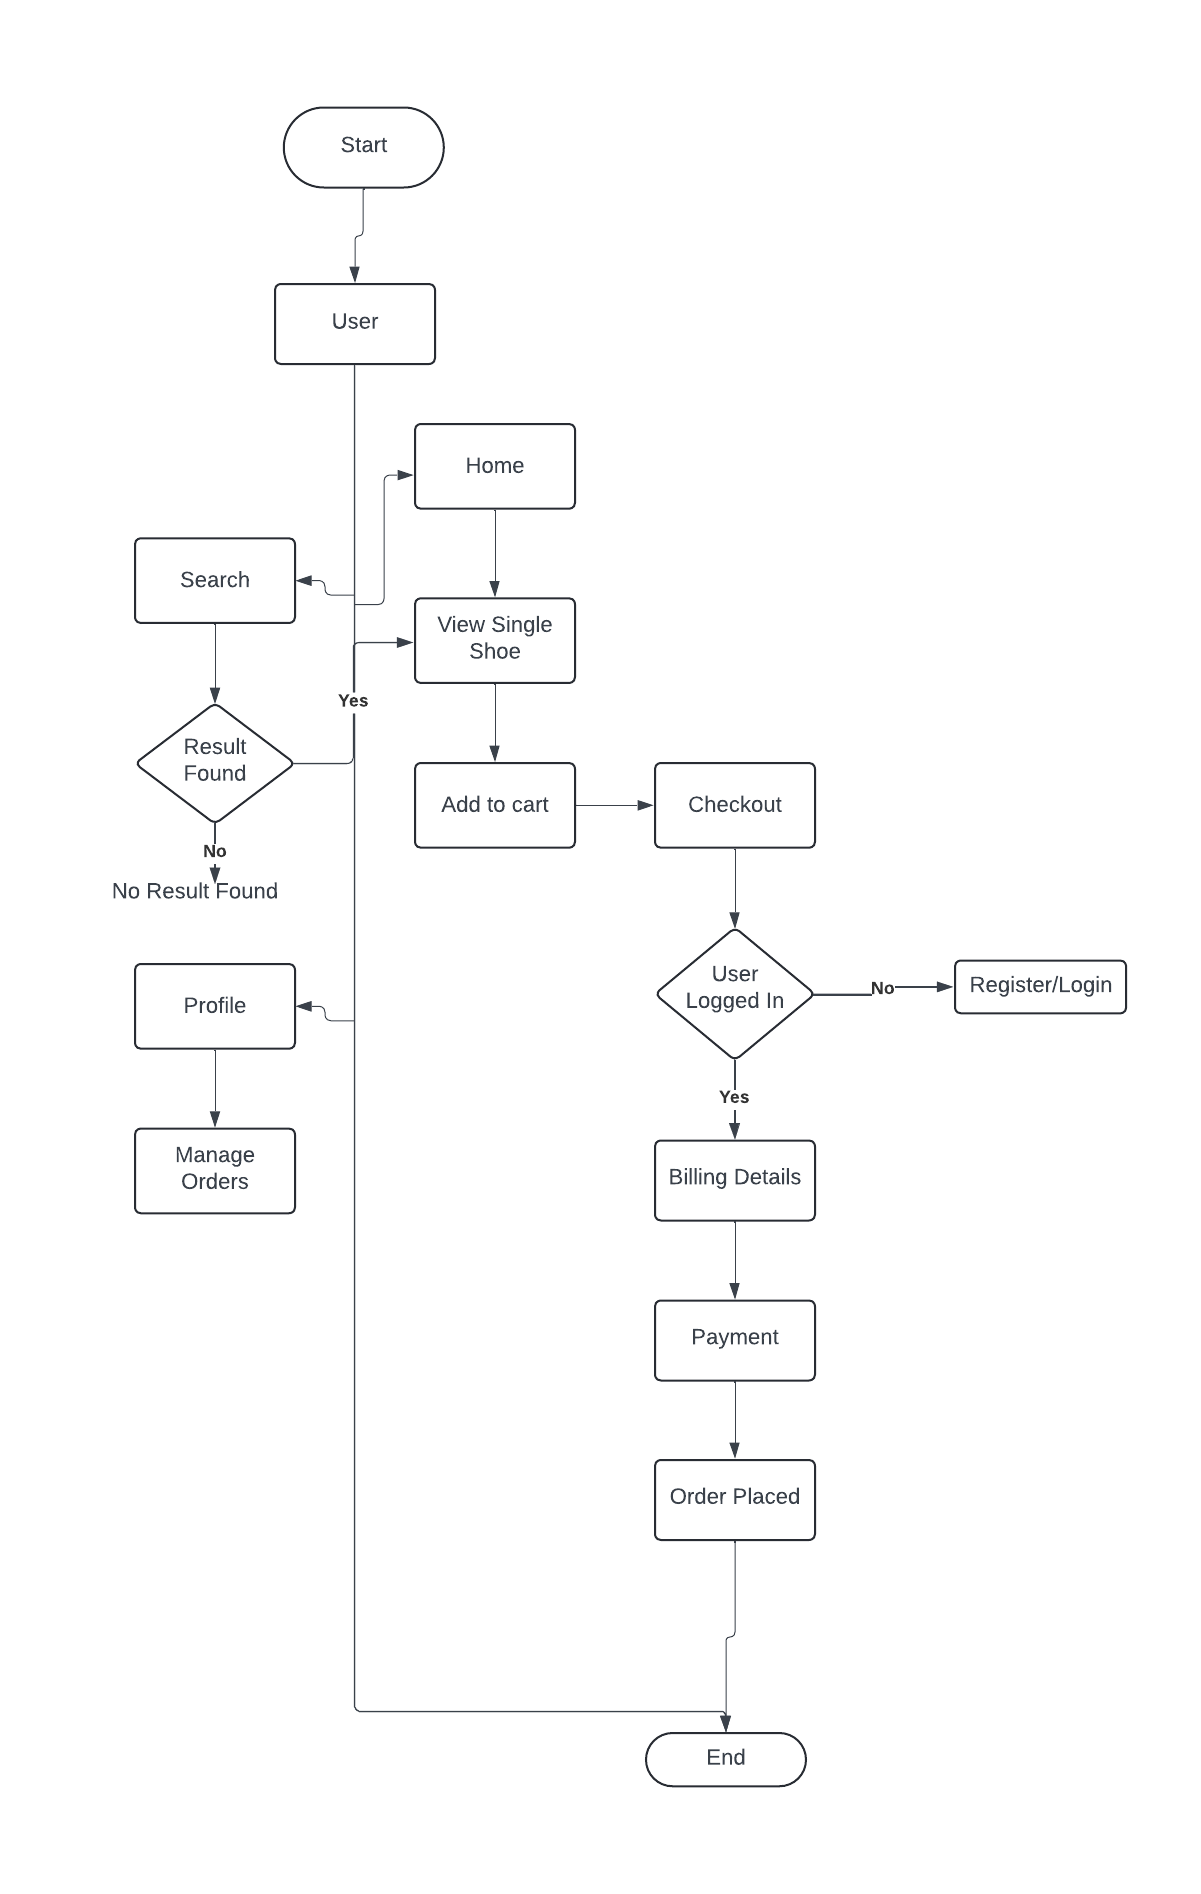 Start
User
Home
Search
View Single
Shoe
Yes
Result
Found
Add to cart
Checkout
No
No Result Found
User
Logged In
No
Register/Login
Profile
Yes
Manage
Orders
Billing Details
Payment
Order Placed
End